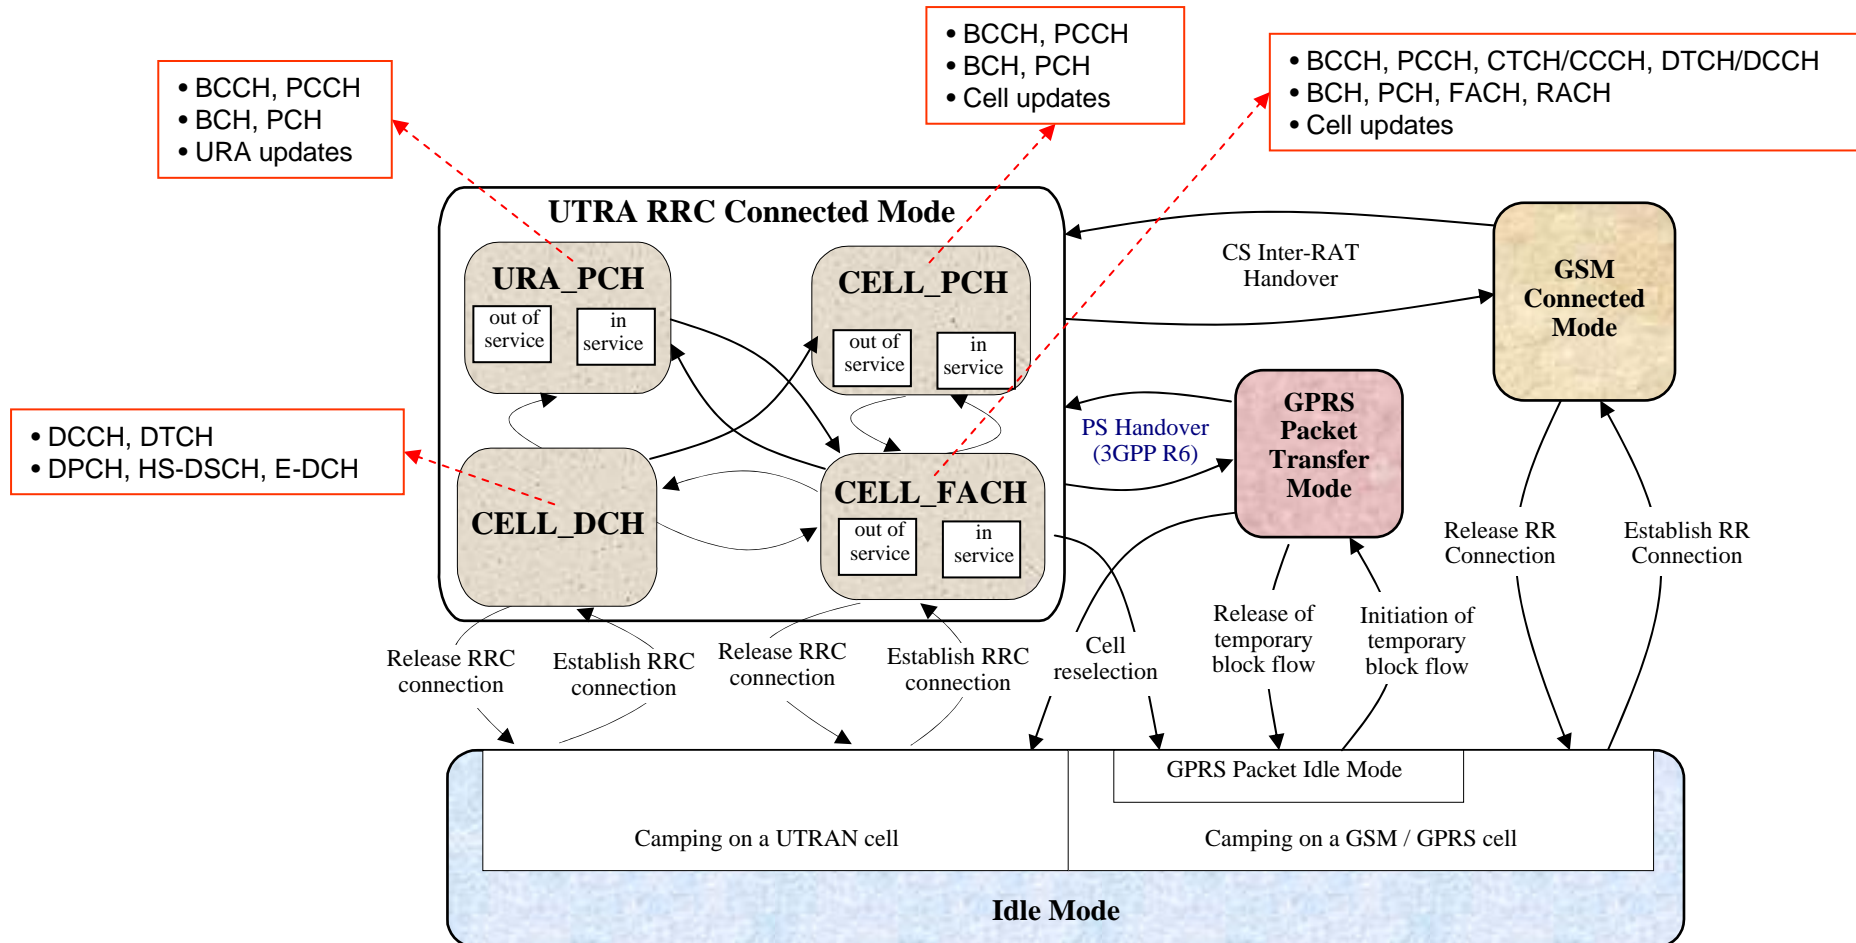 • BCCH, PCCH
• BCH, PCH
• Cell updates
• BCCH, PCCH, CTCH/CCCH, DTCH/DCCH
• BCH, PCH, FACH, RACH
• Cell updates
• BCCH, PCCH
• BCH, PCH
• URA updates
UTRA RRC Connected Mode
URA_PCH
out of
service
in
service
CELL_PCH
out of
service
in
service
CS Inter-RAT
Handover
GSM
Connected
Mode
• DCCH, DTCH
• DPCH, HS-DSCH, E-DCH
CELL_DCH
CELL_FACH
out of
service
in
service
PS Handover
(3GPP R6)
GPRS
Packet
Transfer
Mode
Release RR
Connection
Establish RR
Connection
Release RRC
connection
Establish RRC
connection
Release RRC
connection
Establish RRC
connection
Cell
reselection
Release of
temporary
block flow
Initiation of
temporary
block flow
GPRS Packet Idle Mode
Camping on a UTRAN cell
Camping on a GSM / GPRS cell
Idle Mode